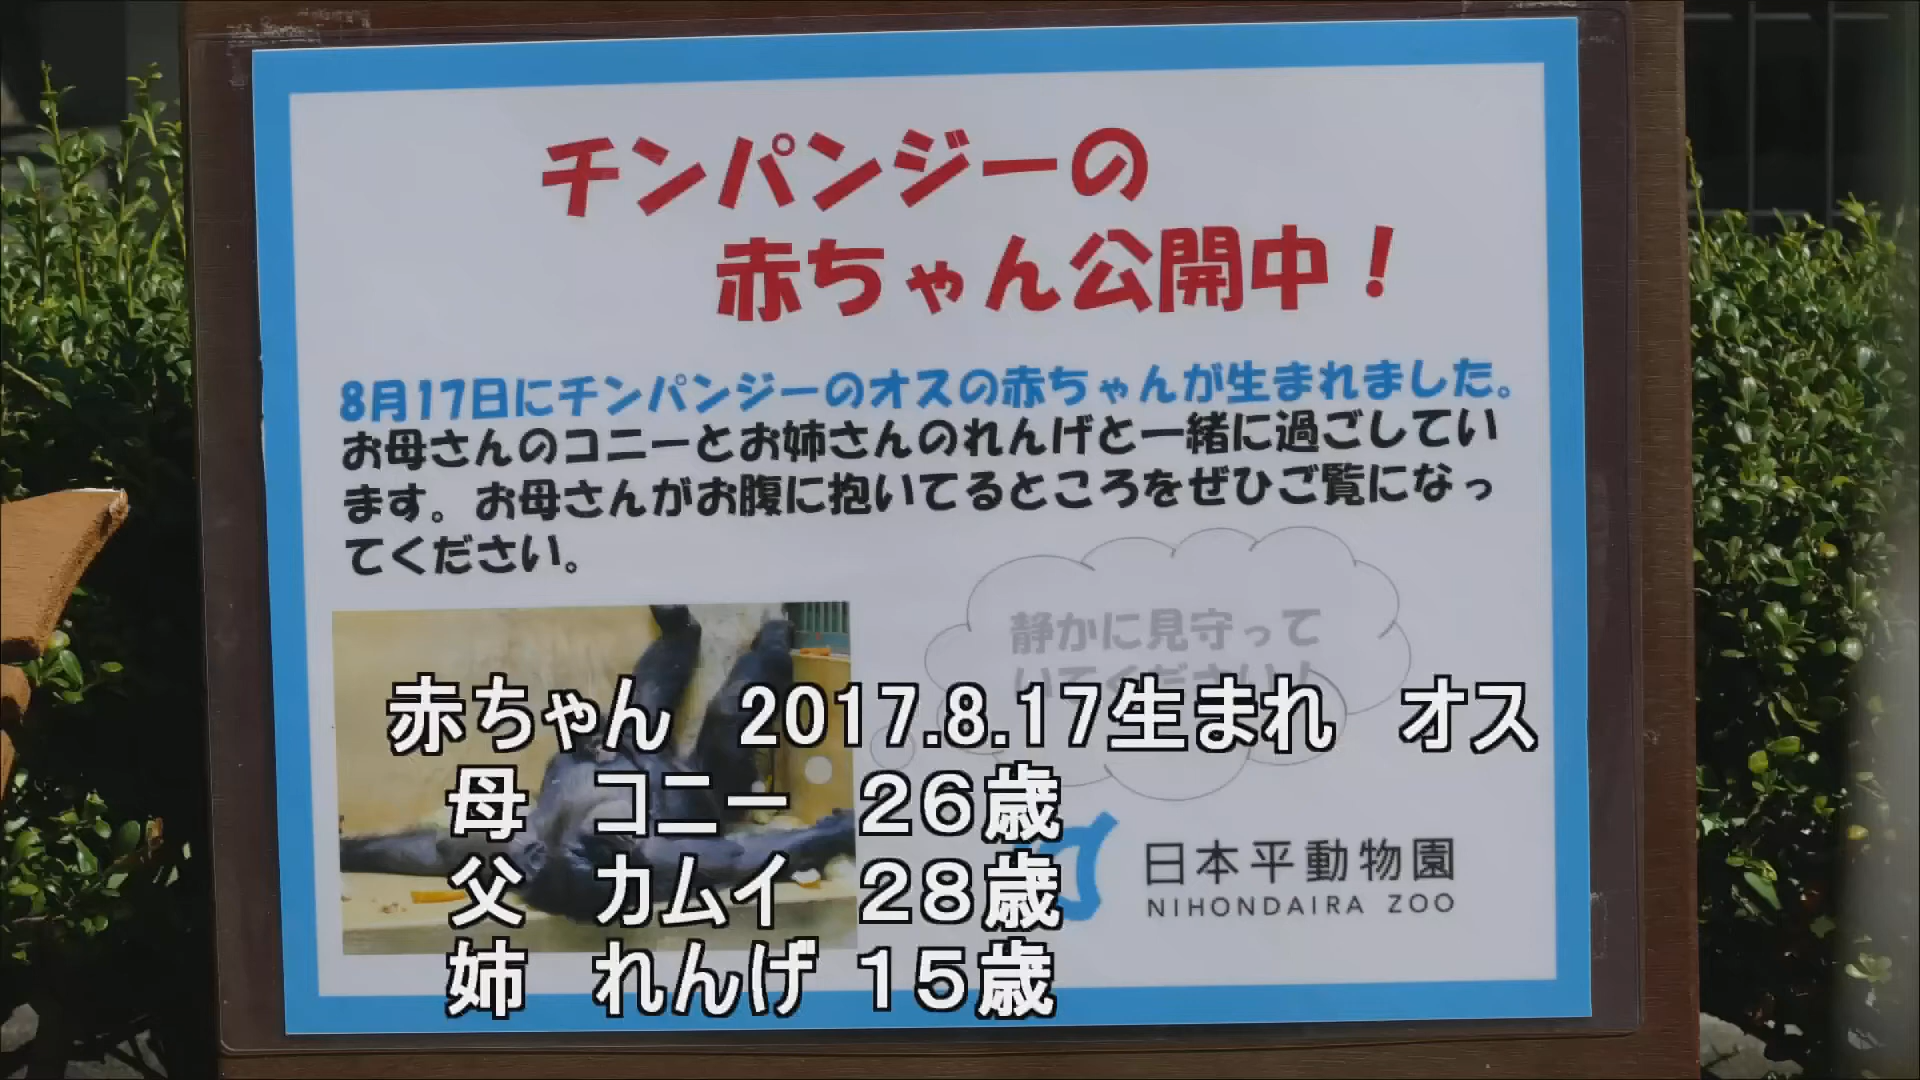 チンパンジーの
赤ちゃん公開中！
8月17日にチンパンジーのオスの赤ちゃんが生まれました。
お母さんのコニーとお姉さんのれんげと一緒に過ごしてい
ます。お母さんがお腹に抱いてるところをぜひご覧になっ
てください。
静かに見守って
いてください！
赤ちゃん 2017.8.17生まれ オス
母 コニー 26歳
父 カムイ 28歳
姉 れんげ 15歳
日本平動物園
NIHONDAIRA ZOO